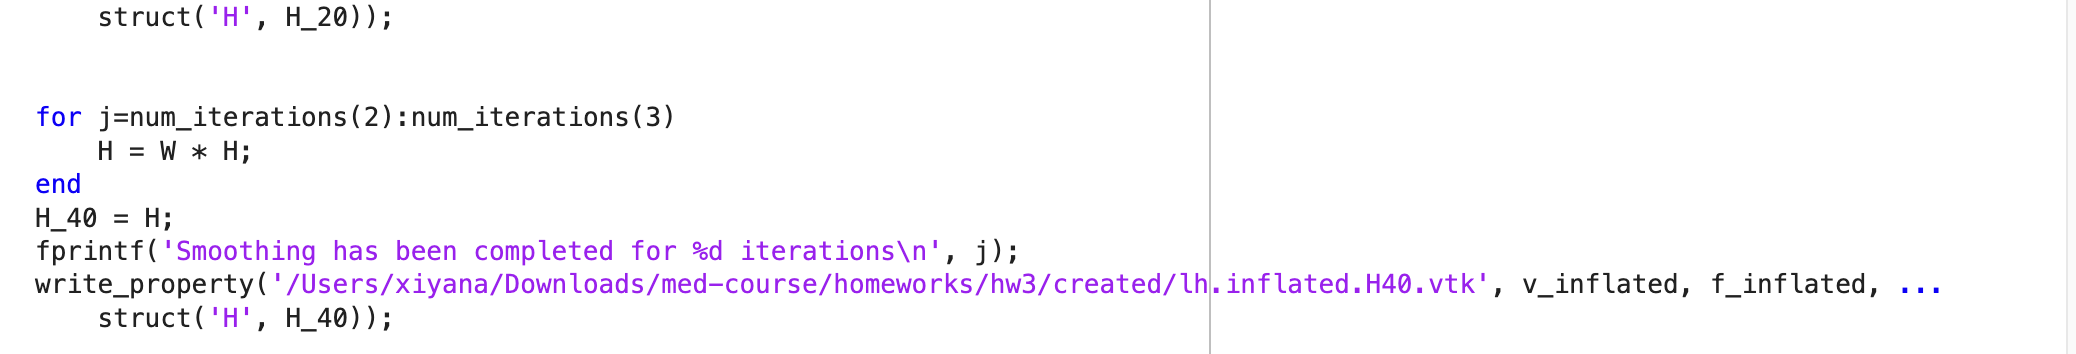 struct('H', H_20));
for j=num_iterations(2):num_iterations(3)
H = W * H;
end
H_40 = H;
fprintf('Smoothing has been completed for %d iterations\n', j);
write_property('/Users/xiyana/Downloads/med-course/homeworks/hw3/created/lh.inflated.H40.vtk', v_inflated, f_inflated, ...
struct('H', H_40));